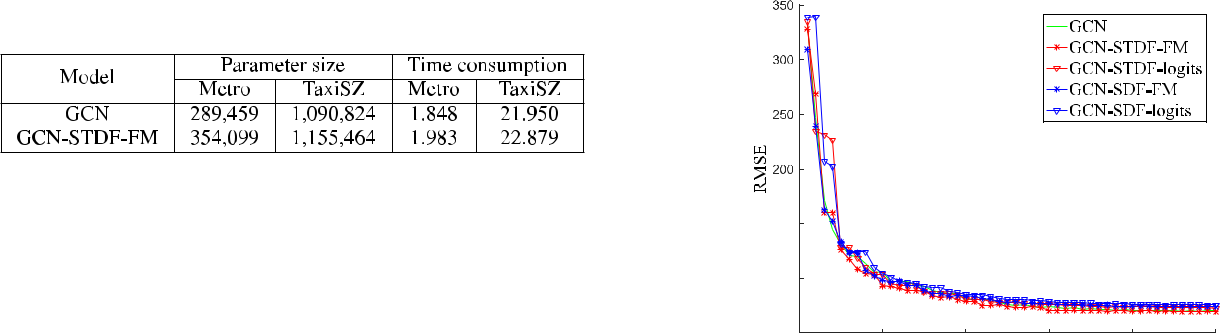 Model Parameter size Time consumption
Metro TaxiSZ Metro TaxiSZ
GCN 289,459 1,090,824 1.848 21.950
GCN-STDF-FM 354,099 1,155,464 1.983 22.879
350
300
250
200
RMSE
GCN
GCN-STDF-FM
GCN-STDF-logits
GCN-SDF-FM
GCN-SDF-logits